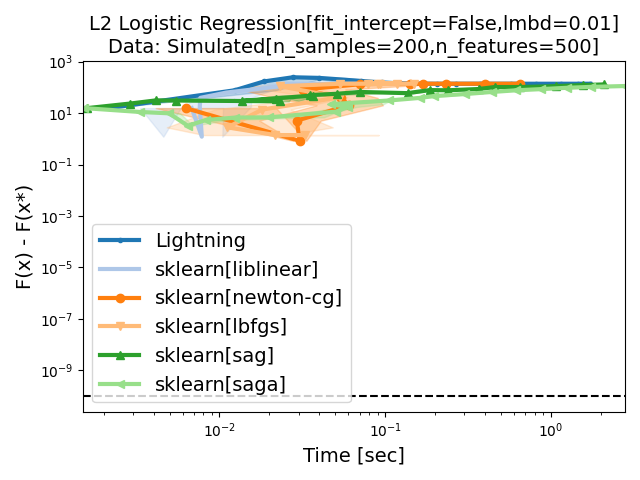 L2 Logistic Regression[fit_intercept=False,lmbd=0.01]
Data: Simulated[n_samples=200,n_features=500]
F(x) - F(x*)
10³
10¹
10⁻¹
10⁻³
10⁻⁵
10⁻⁷
10⁻⁹
Lightning
sklearn[liblinear]
sklearn[newton-cg]
sklearn[lbfgs]
sklearn[sag]
sklearn[saga]
10⁻² 10⁻¹ 10⁰
Time [sec]